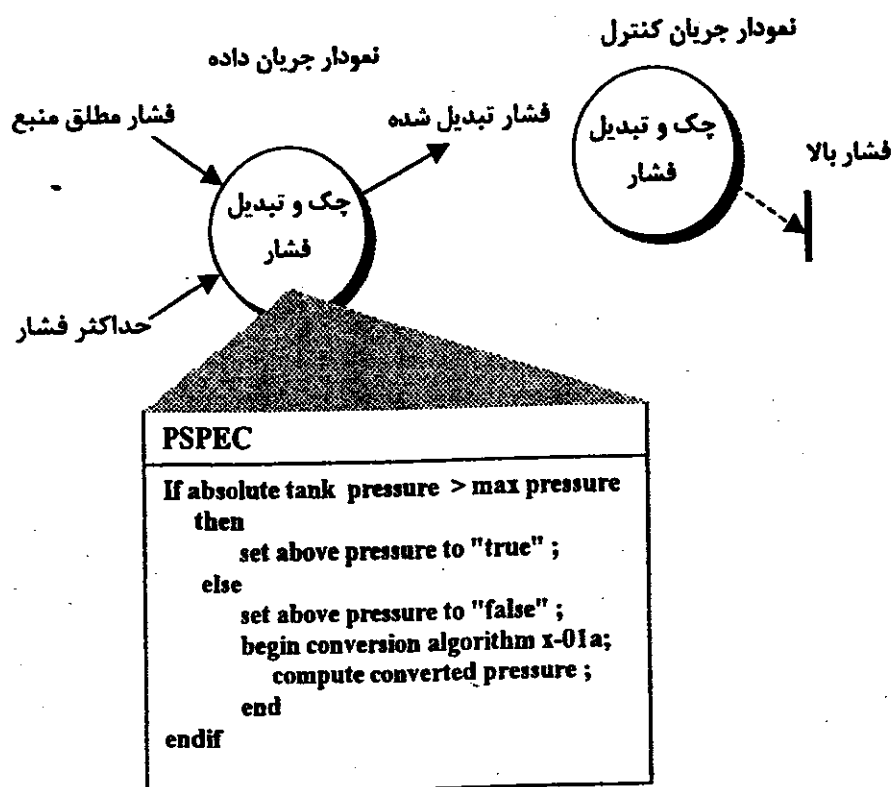 نمودار جریان کنترل
نمودار جریان داده
فشار مطلق منبع
فشار تبدیل شده
چک و تبدیل
فشار
فشار بالا
چک و تبدیل
فشار
حداکثر فشار
PSPEC
If absolute tank pressure > max pressure
then
set above pressure to "true" ;
else
set above pressure to "false" ;
begin conversion algorithm x-01a;
compute converted pressure ;
end
endif